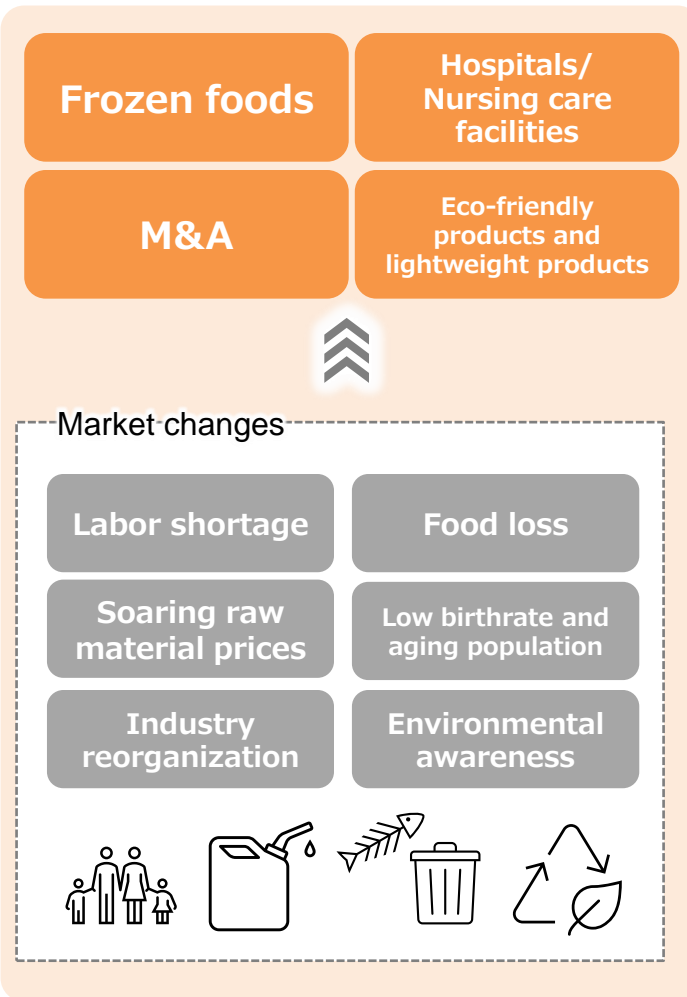 Frozen foods
Hospitals/
Nursing care
facilities
M&A
Eco-friendly
products and
lightweight products
Market changes
Labor shortage
Food loss
Soaring raw
material prices
Low birthrate and
aging population
Industry
reorganization
Environmental
awareness